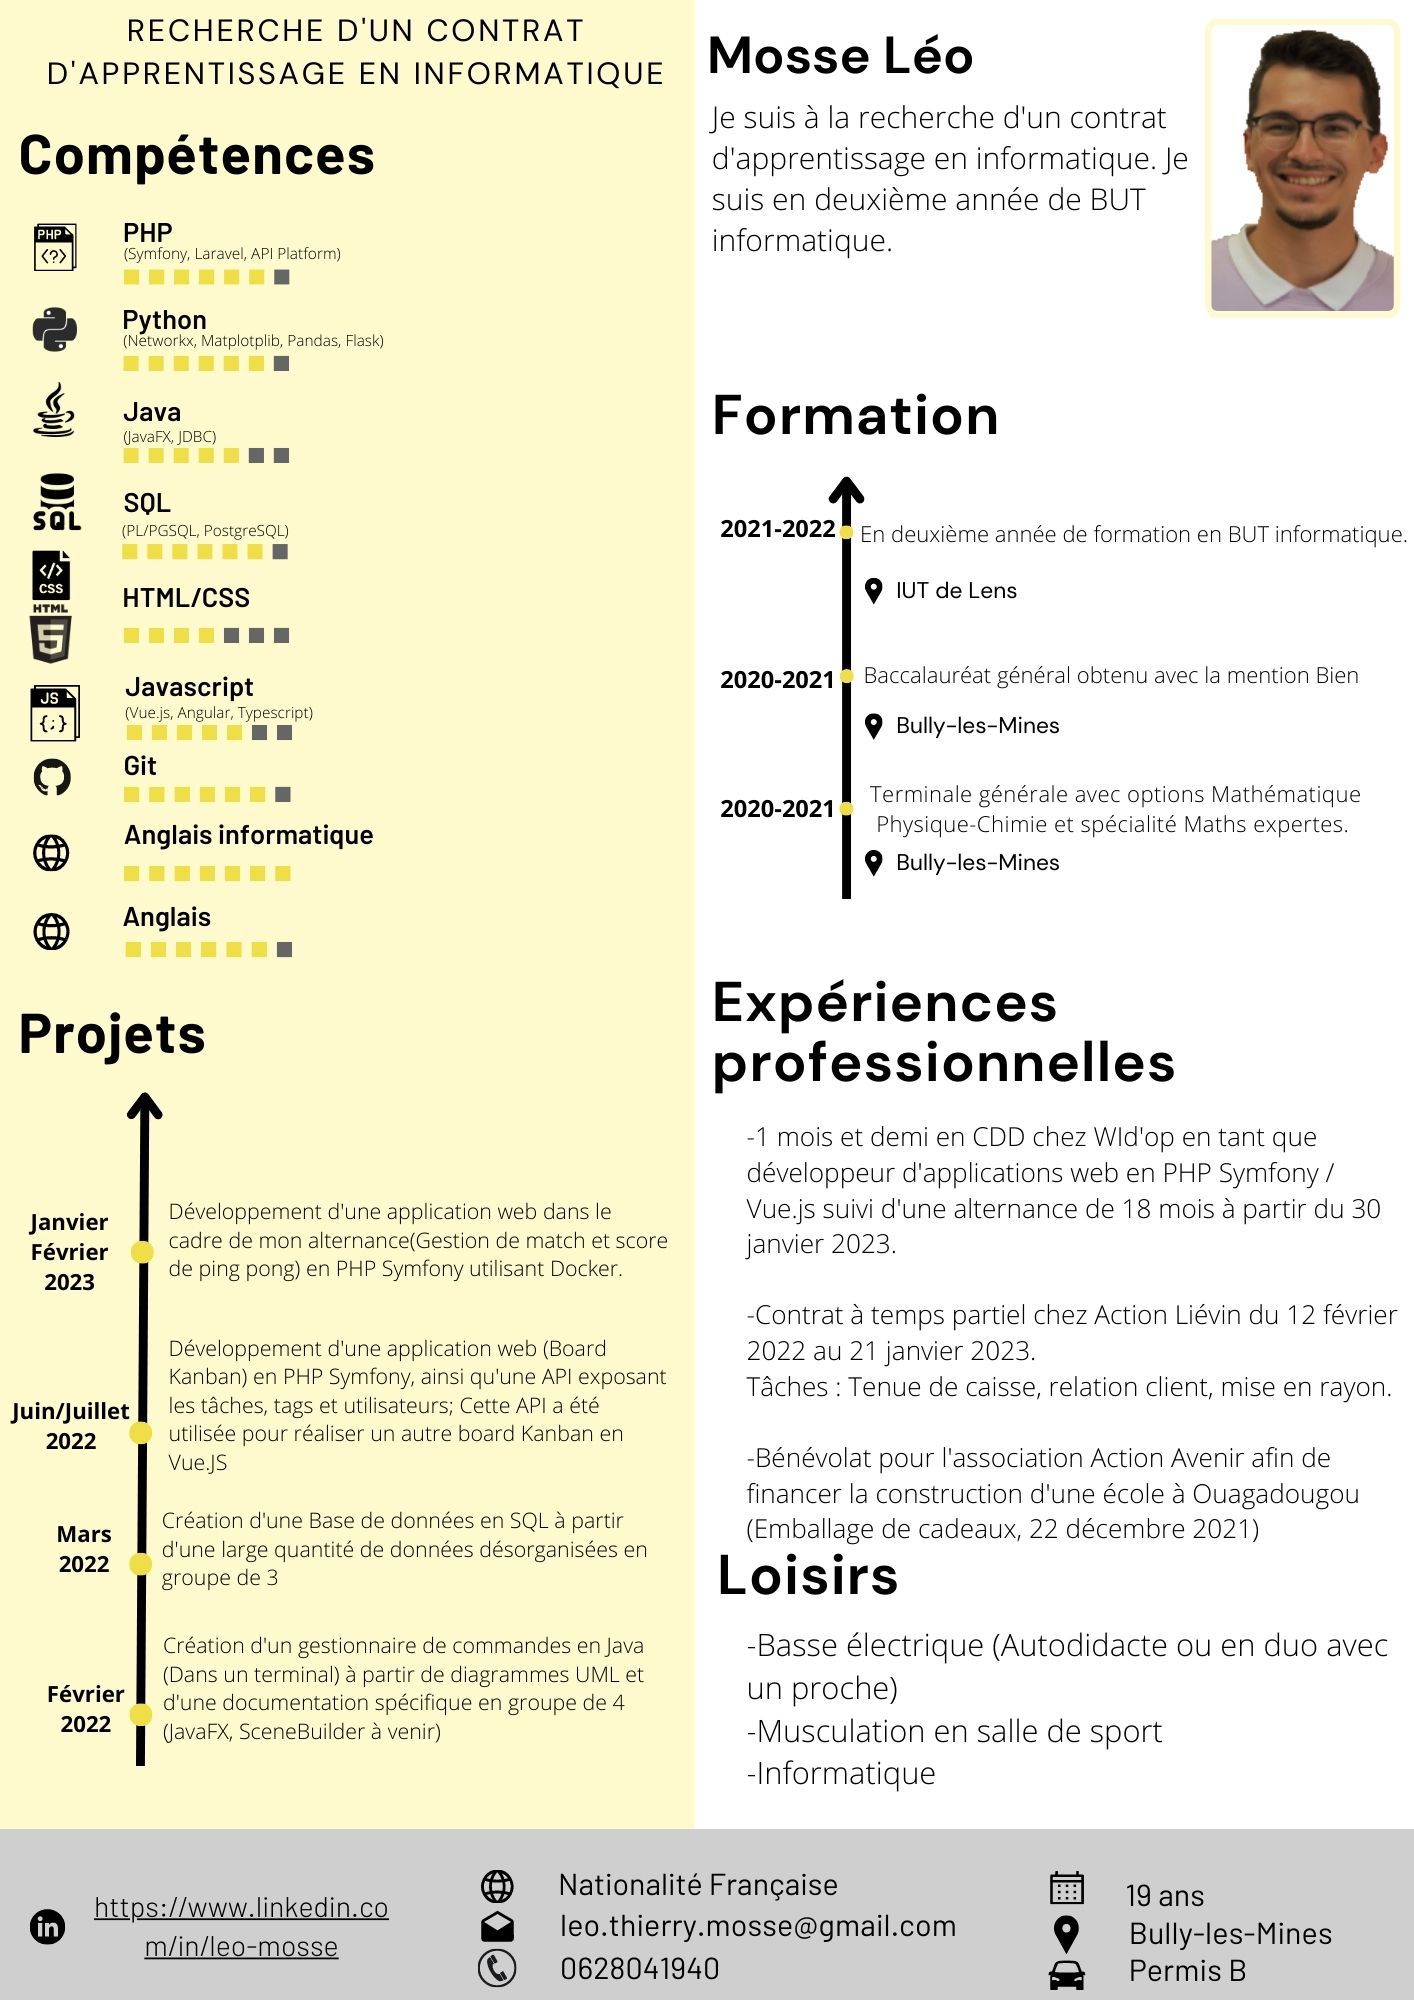 RECHERCHE D'UN CONTRAT
D'APPRENTISSAGE EN INFORMATIQUE
Compétences
PHP
PHP
(Symfony, Laravel, API Platform)
Python
(Networkx, Matplotplib, Pandas, Flask)
Java
(JavaFX, JDBC)
SQL
SQL
(PL/PGSQL, PostgreSQL)
CSS
HTML
5
HTML/CSS
JS
Javascript
(Vue.js, Angular, Typescript)
Git
Anglais informatique
Anglais
Projets
Janvier
Février
2023
Développement d'une application web dans le
cadre de mon alternance(Gestion de match et score
de ping pong) en PHP Symfony utilisant Docker.
Juin/Juillet
2022
Développement d'une application web (Board
Kanban) en PHP Symfony, ainsi qu'une API exposant
les tâches, tags et utilisateurs; Cette API a été
utilisée pour réaliser un autre board Kanban en
Vue.JS
Mars
2022
Création d'une Base de données en SQL à partir
d'une large quantité de données désorganisées en
groupe de 3
Février
2022
Création d'un gestionnaire de commandes en Java
(Dans un terminal) à partir de diagrammes UML et
d'une documentation spécifique en groupe de 4
(JavaFX, SceneBuilder à venir)
Mosse Léo
Je suis à la recherche d'un contrat
d'apprentissage en informatique. Je
suis en deuxième année de BUT
informatique.
Formation
2021-2022
En deuxième année de formation en BUT informatique.
IUT de Lens
2020-2021
Baccalauréat général obtenu avec la mention Bien
Bully-les-Mines
2020-2021
Terminale générale avec options Mathématique
Physique-Chimie et spécialité Maths expertes.
Bully-les-Mines
Expériences
professionnelles
-1 mois et demi en CDD chez WId'op en tant que
développeur d'applications web en PHP Symfony /
Vue.js suivi d'une alternance de 18 mois à partir du 30
janvier 2023.
-Contrat à temps partiel chez Action Liévin du 12 février
2022 au 21 janvier 2023.
Tâches : Tenue de caisse, relation client, mise en rayon.
-Bénévolat pour l'association Action Avenir afin de
financer la construction d'une école à Ouagadougou
(Emballage de cadeaux, 22 décembre 2021)
Loisirs
-Basse électrique (Autodidacte ou en duo avec
un proche)
-Musculation en salle de sport
-Informatique
in
https://www.linkedin.co
m/in/leo-mosse
Nationalité Française
leo.thierry.mosse@gmail.com
0628041940
19 ans
Bully-les-Mines
Permis B